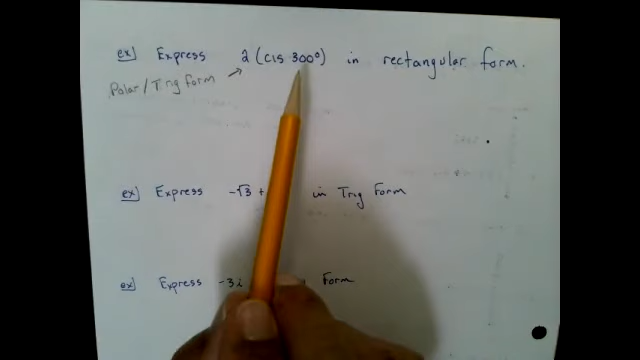 ex] Express 2 (cis 300°) in rectangular form.
Polar/Trig form →
ex] Express -√3 + in Trig Form
ex] Express -3i Form